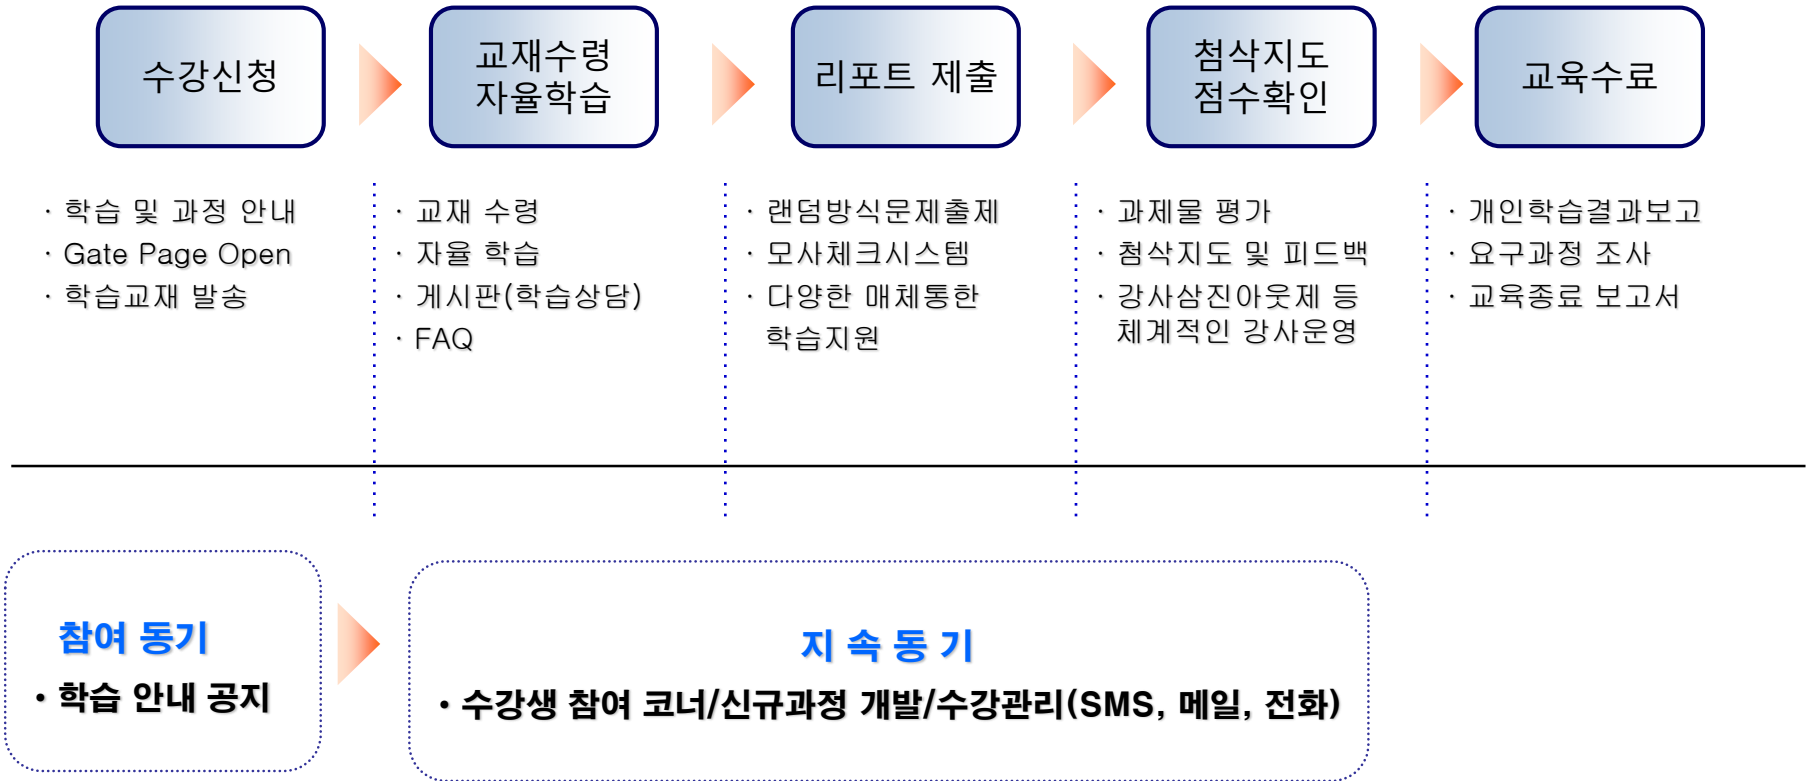 수강신청
교재수령
자율학습
리포트 제출
첨삭지도
점수확인
교육수료
· 학습 및 과정 안내
· Gate Page Open
· 학습교재 발송
· 교재 수령
· 자율 학습
· 게시판(학습상담)
· FAQ
· 랜덤방식문제출제
· 모사체크시스템
· 다양한 매체통한
학습지원
· 과제물 평가
· 첨삭지도 및 피드백
· 강사삼진아웃제 등
체계적인 강사운영
· 개인학습결과보고
· 요구과정 조사
· 교육종료 보고서
참여 동기
· 학습 안내 공지
지 속 동 기
· 수강생 참여 코너/신규과정 개발/수강관리(SMS, 메일, 전화)